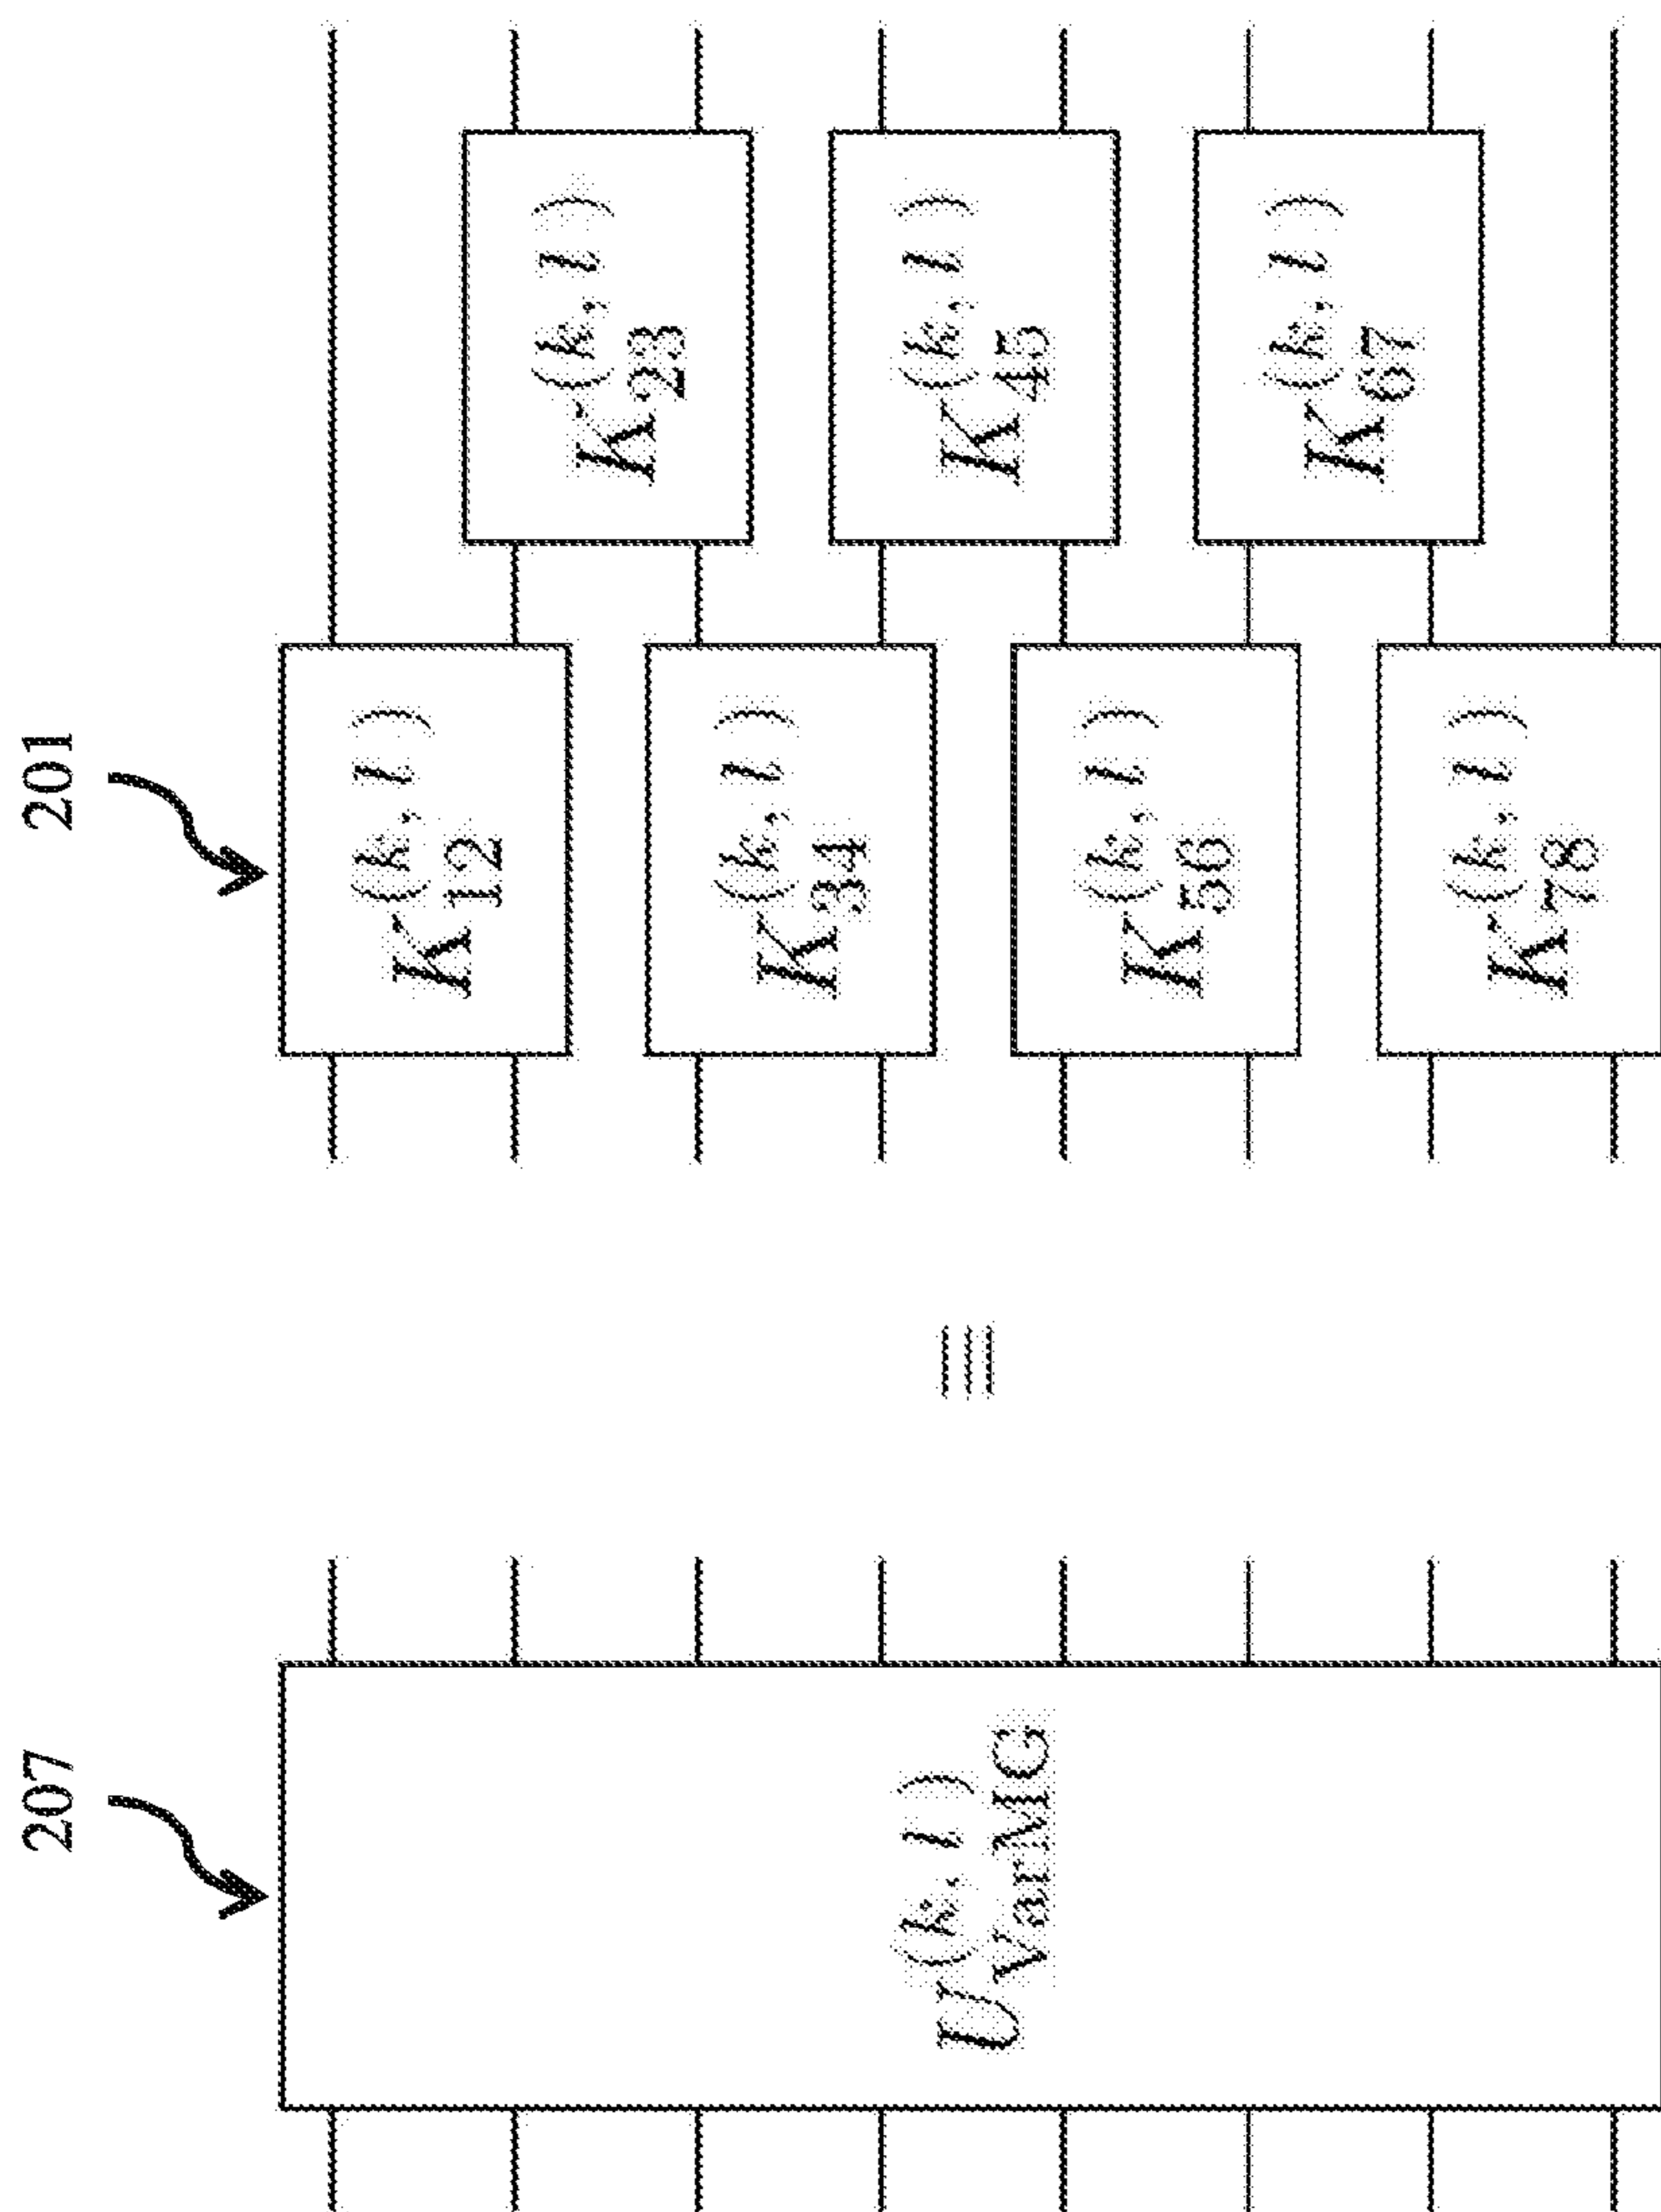 207
201
U_{VarMG}^{(k, l)}
≡
K_{12}^{(k, l)}
K_{23}^{(k, l)}
K_{34}^{(k, l)}
K_{45}^{(k, l)}
K_{56}^{(k, l)}
K_{67}^{(k, l)}
K_{78}^{(k, l)}